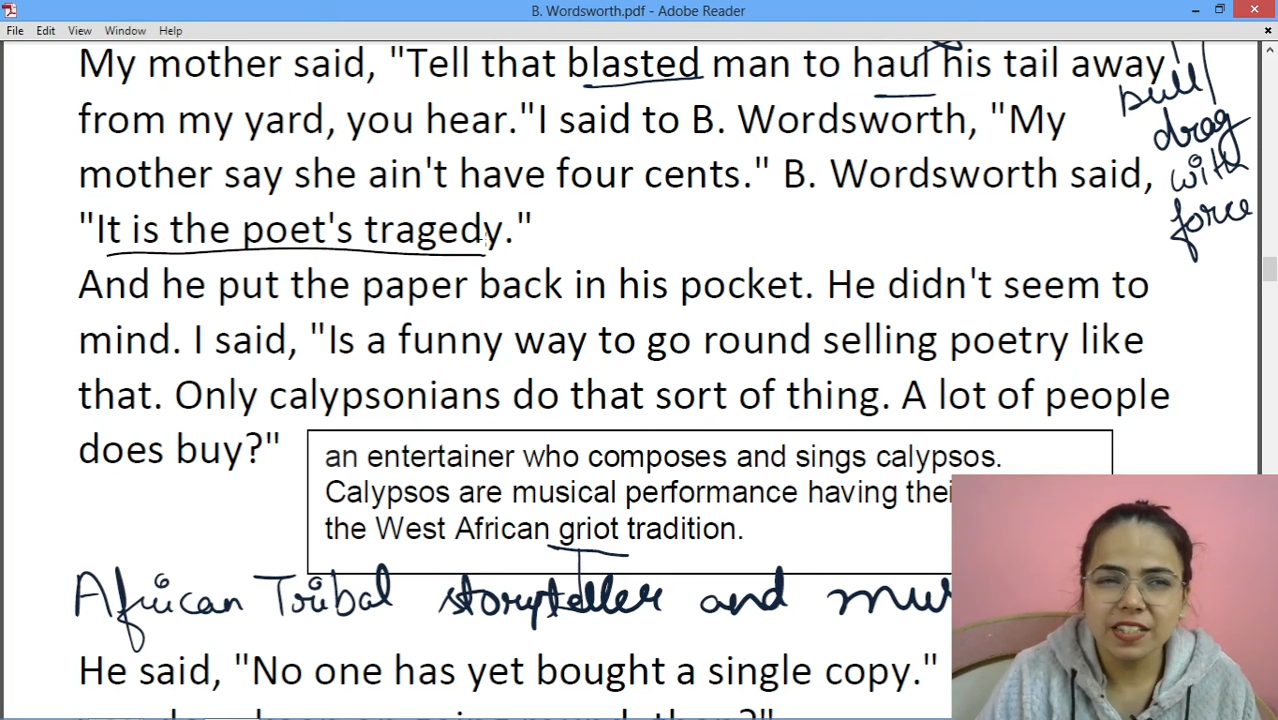 B. Wordsworth.pdf - Adobe Reader
File Edit View Window Help
My mother said, "Tell that blasted man to haul his tail away
from my yard, you hear."I said to B. Wordsworth, "My
mother say she ain't have four cents." B. Wordsworth said,
"It is the poet's tragedy."
pull/
drag
with
force
And he put the paper back in his pocket. He didn't seem to
mind. I said, "Is a funny way to go round selling poetry like
that. Only calypsonians do that sort of thing. A lot of people
does buy?"
an entertainer who composes and sings calypsos.
Calypsos are musical performance having
the West African griot tradition.
African Tribal storyteller and
He said, "No one has yet bought a single copy."